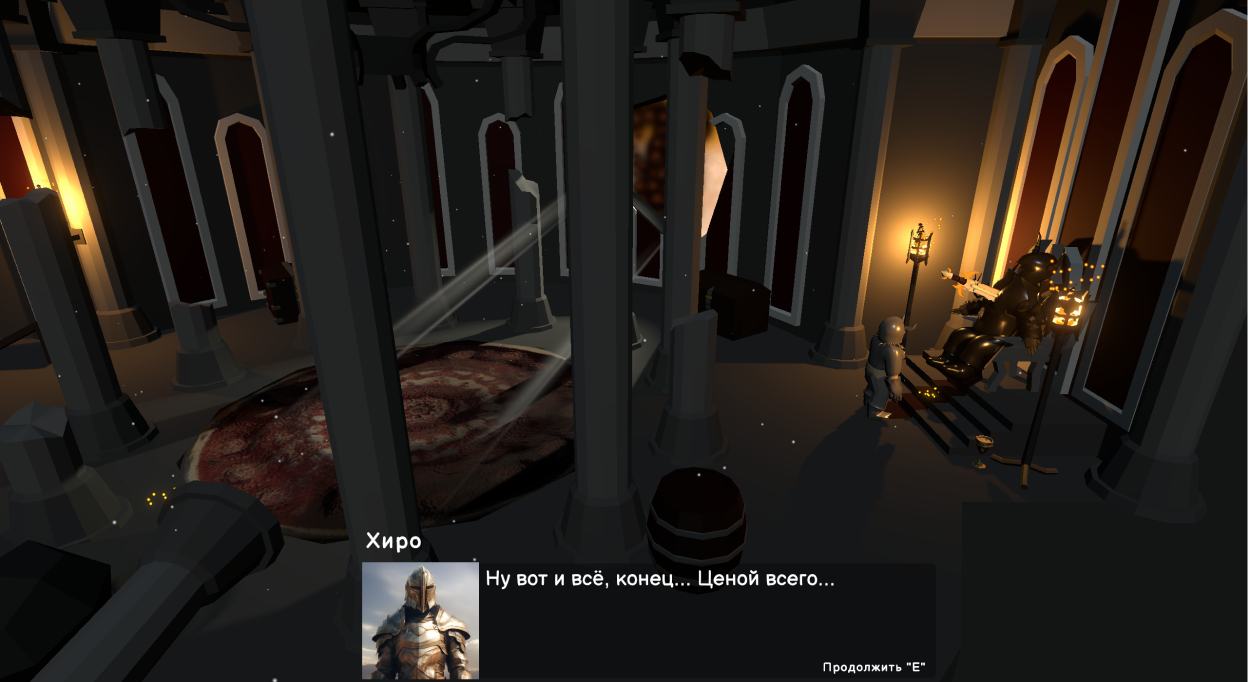 Хиро
Ну вот и всё, конец... Ценой всего...
Продолжить "Е"